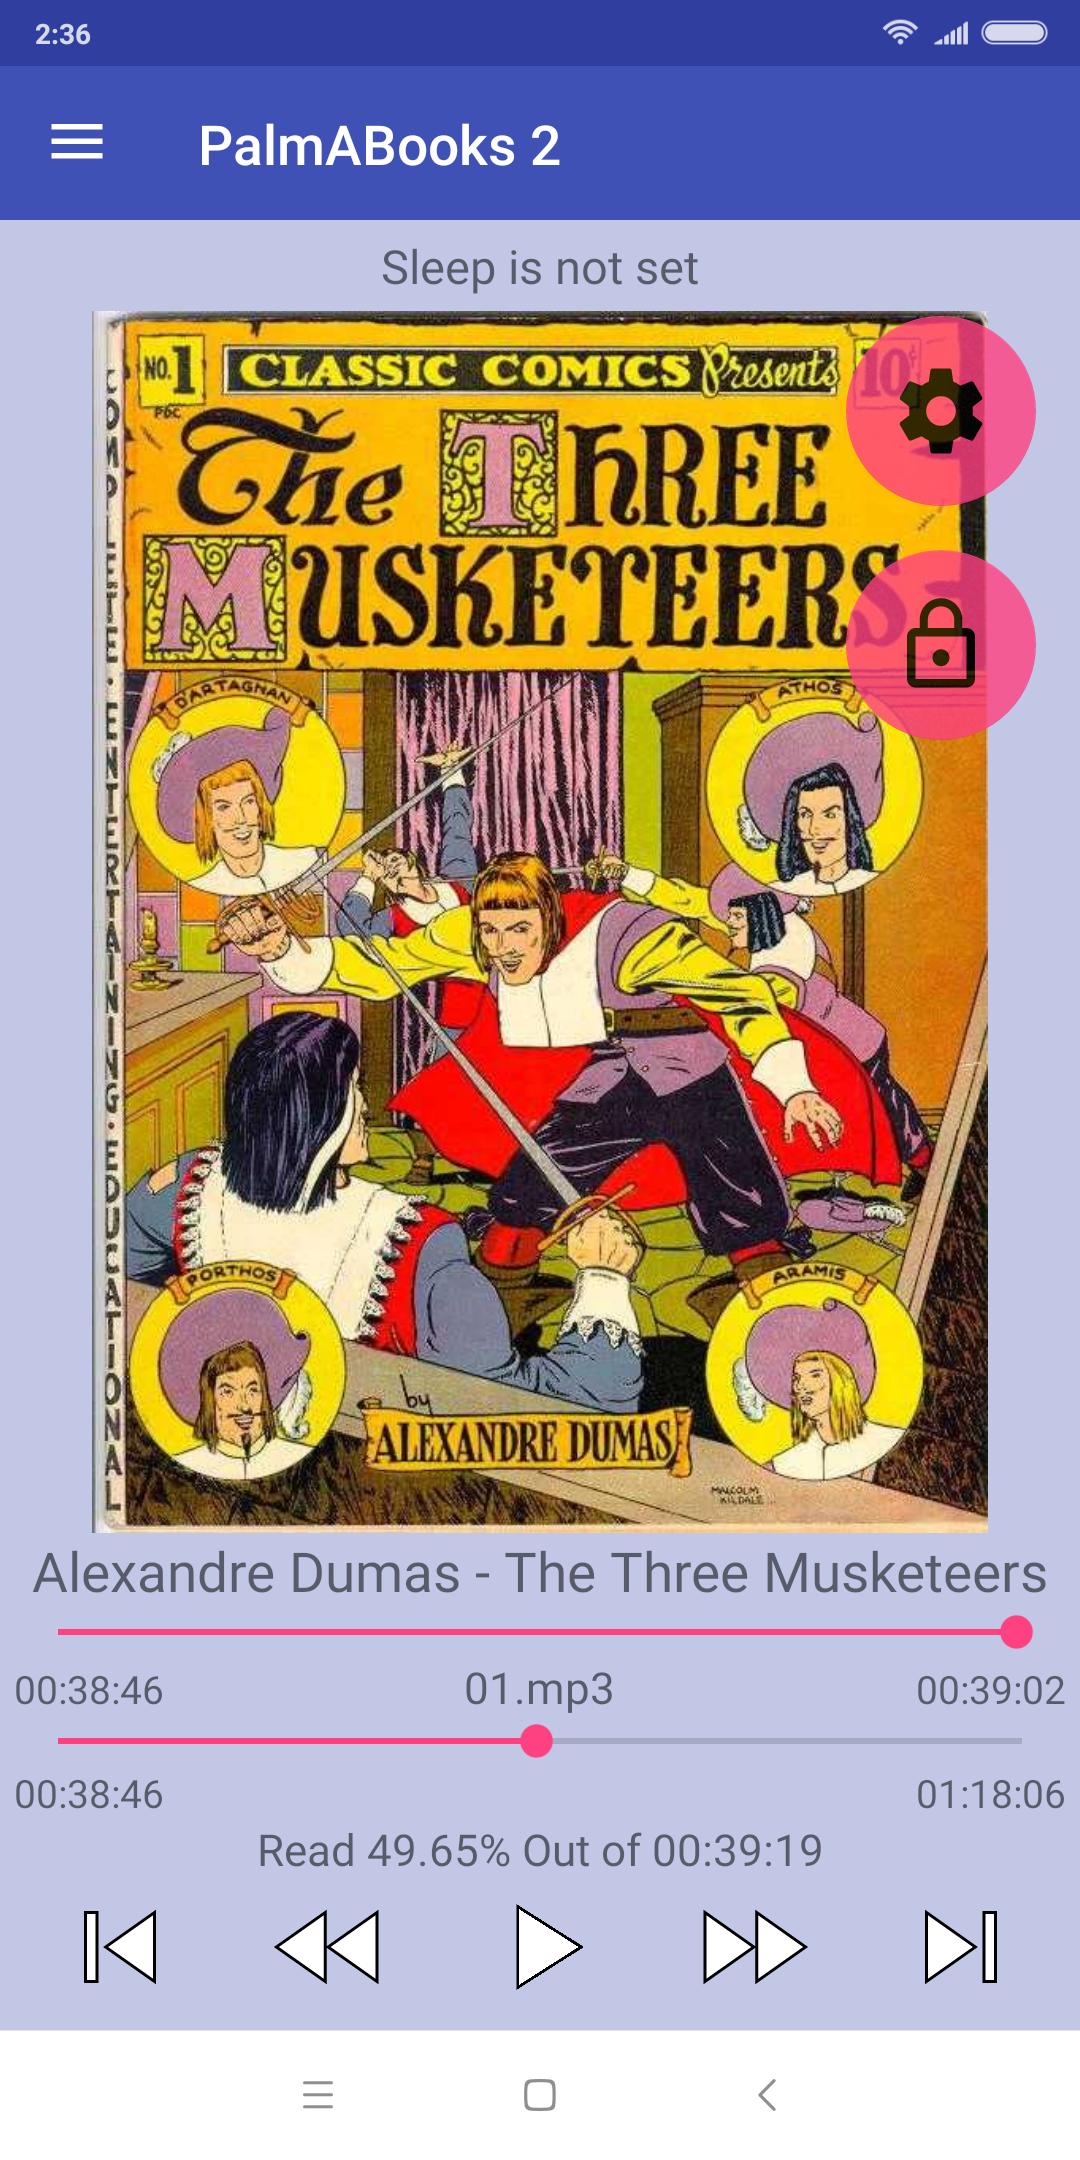 2:36
PalmABooks 2
Sleep is not set
NO. 1
CLASSIC COMICS Presents
10¢
PDC
The Three
Musketeers
COMPLETE · ENTERTAINING · EDUCATIONAL
D'ARTAGNAN
ATHOS
PORTHOS
ARAMIS
by
ALEXANDRE DUMAS
MALCOLM
KILDALE
Alexandre Dumas - The Three Musketeers
00:38:46
01.mp3
00:39:02
00:38:46
01:18:06
Read 49.65% Out of 00:39:19